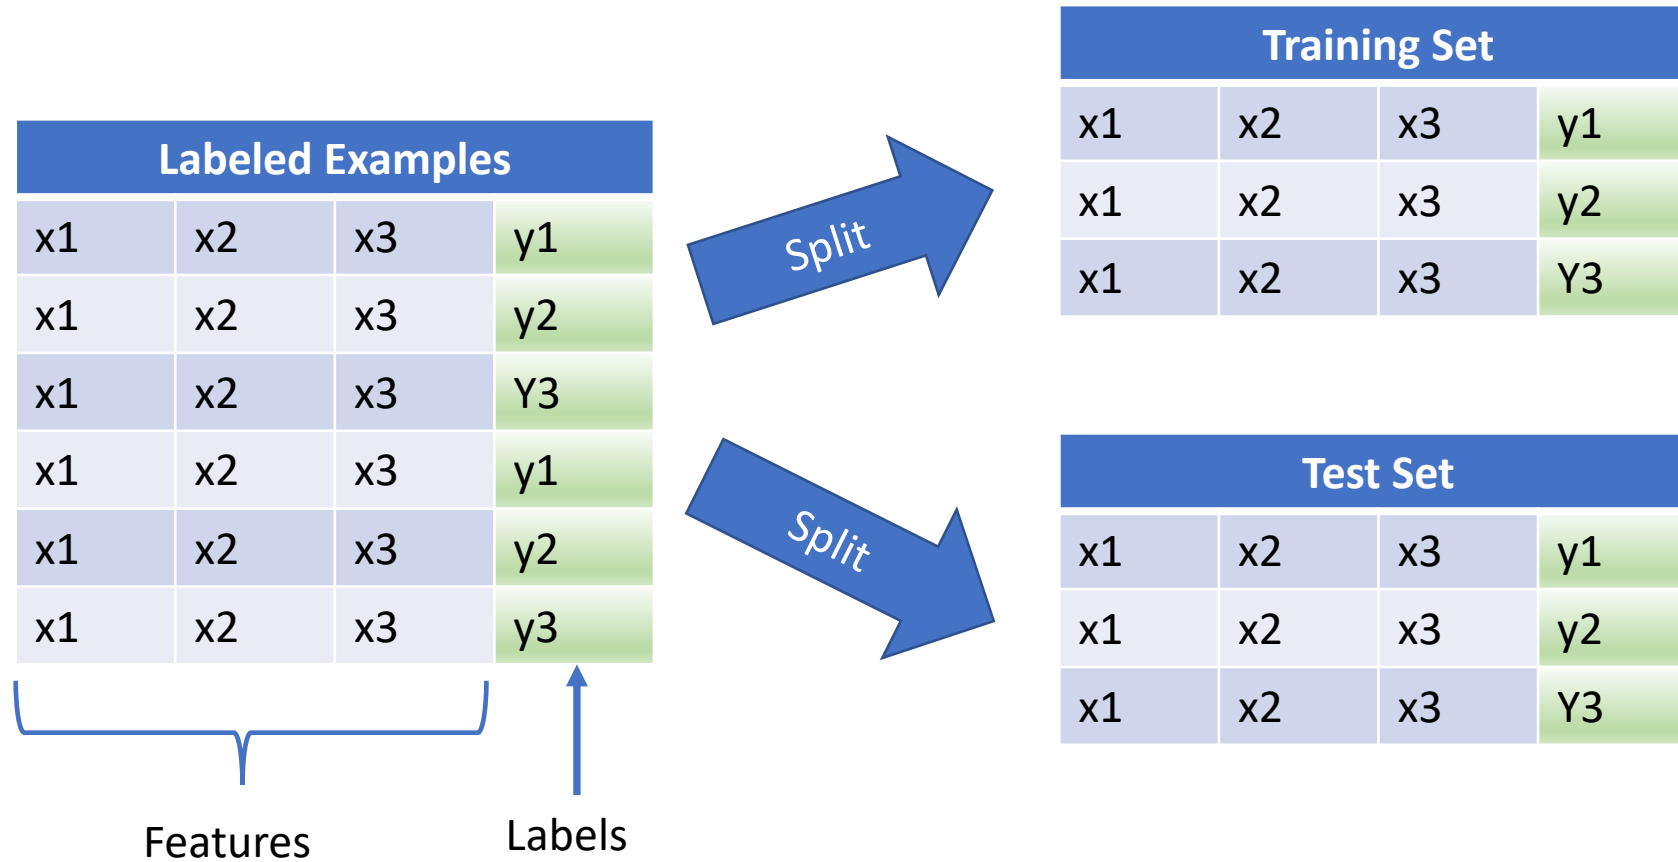 Labeled Examples
x1 x2 x3 y1
x1 x2 x3 y2
x1 x2 x3 Y3
x1 x2 x3 y1
x1 x2 x3 y2
x1 x2 x3 y3
Features
Labels
Split
Split
Training Set
x1 x2 x3 y1
x1 x2 x3 y2
x1 x2 x3 Y3
Test Set
x1 x2 x3 y1
x1 x2 x3 y2
x1 x2 x3 Y3